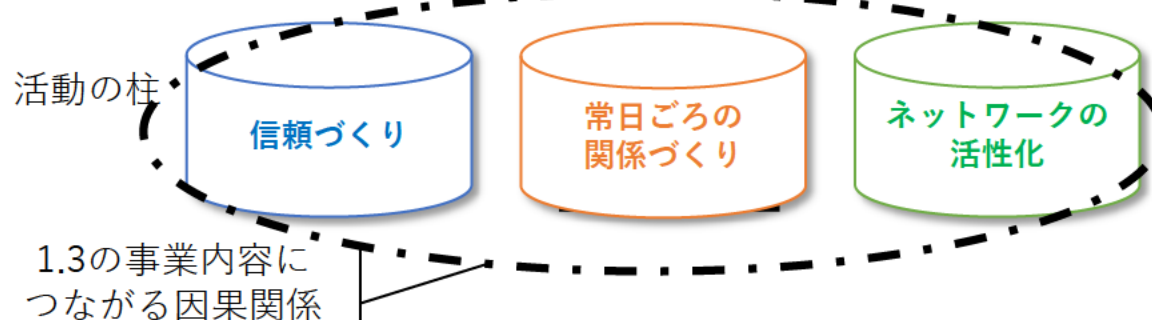 活動の柱
信頼づくり
常日ごろの
関係づくり
ネットワークの
活性化
1.3の事業内容に
つながる因果関係